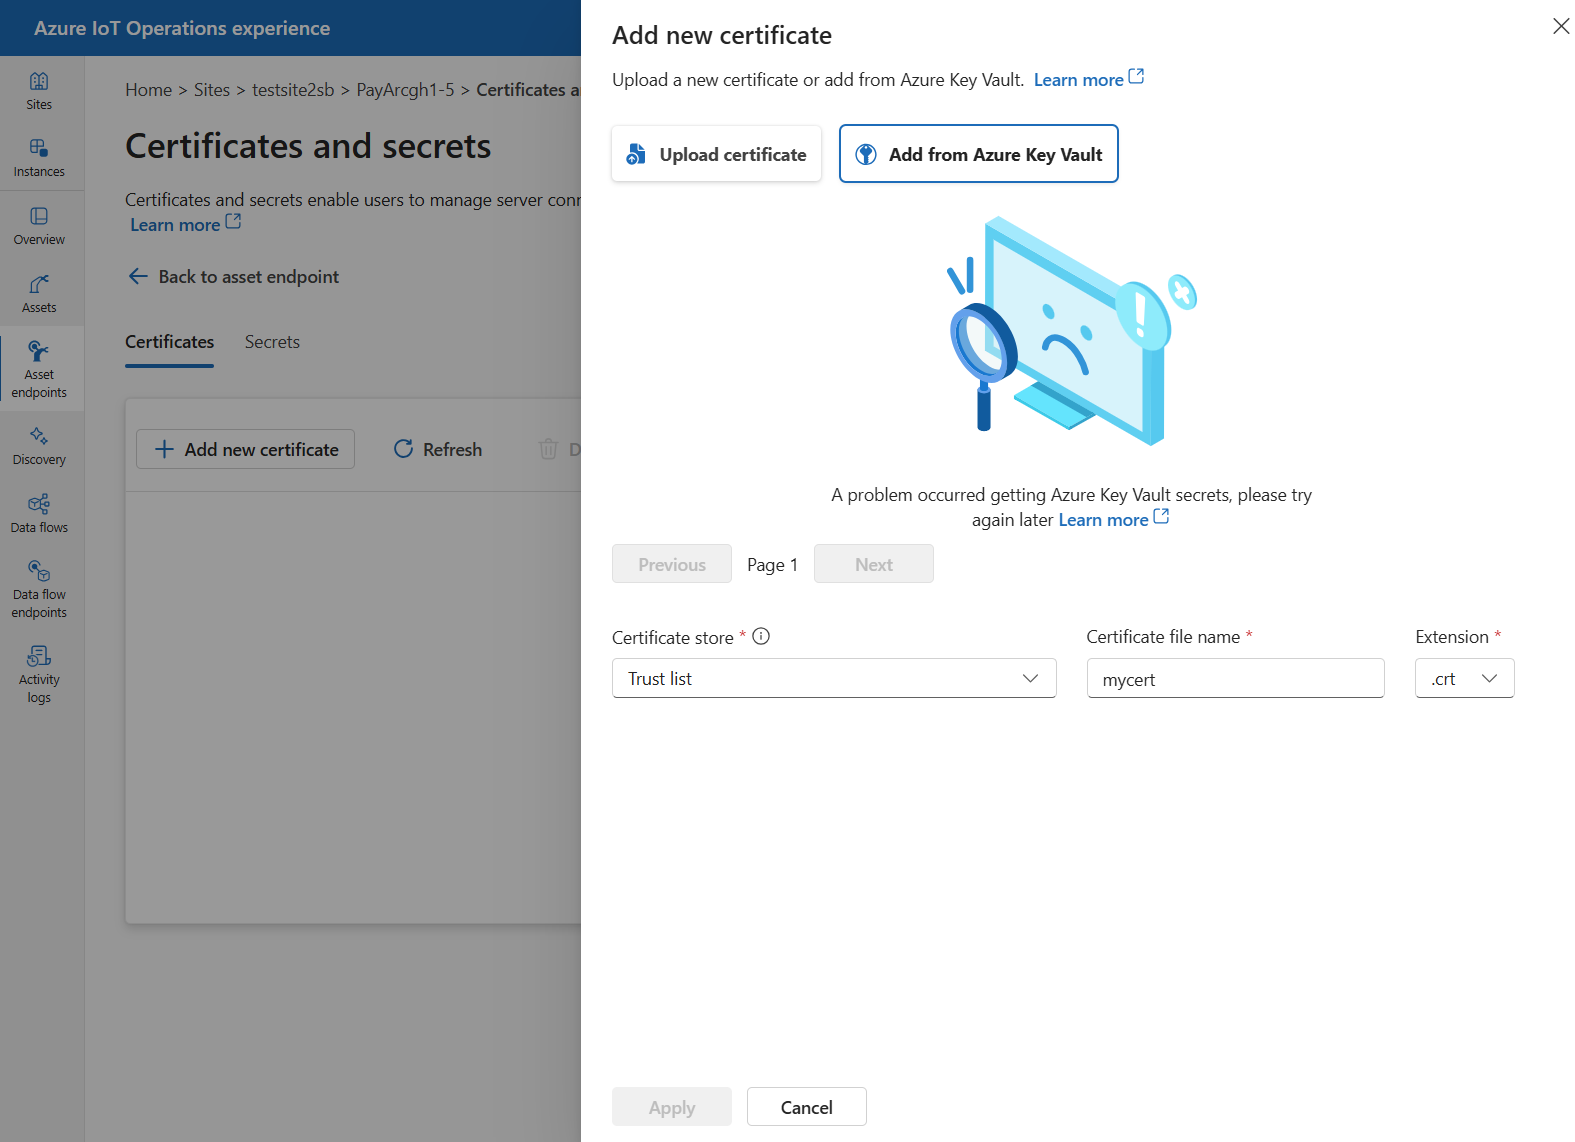 Azure IoT Operations experience
Sites
Instances
Overview
Assets
Asset
endpoints
Discovery
Data flows
Data flow
endpoints
Activity
logs
Home > Sites > testsite2sb > PayArcgh1-5 > Certificates a
Certificates and secrets
Certificates and secrets enable users to manage server conn
Learn more
Back to asset endpoint
Certificates Secrets
Add new certificate Refresh D
Add new certificate
Upload a new certificate or add from Azure Key Vault. Learn more
Upload certificate Add from Azure Key Vault
A problem occurred getting Azure Key Vault secrets, please try
again later Learn more
Previous Page 1 Next
Certificate store * Certificate file name * Extension *
Trust list mycert .crt
Apply Cancel